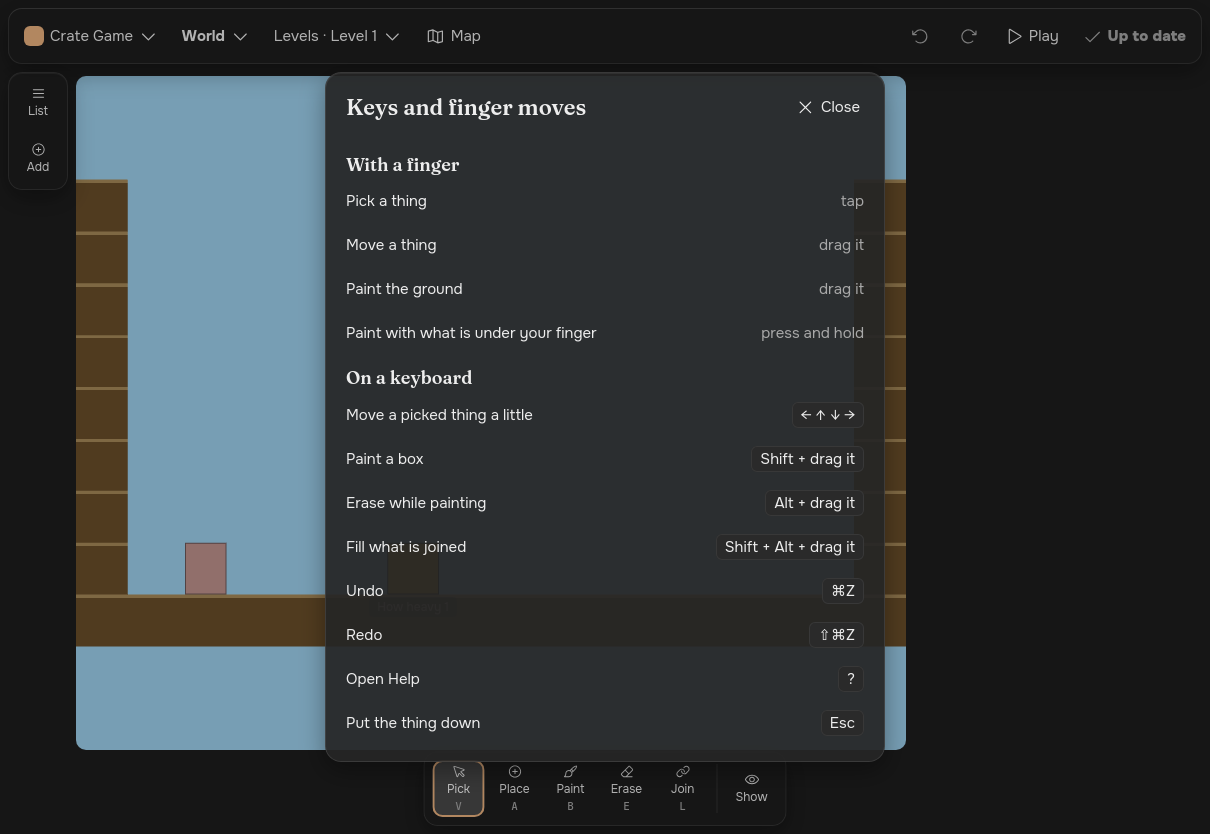 Crate Game
World
Levels · Level 1
Map
Play
Up to date
List
Add
Keys and finger moves
Close
With a finger
Pick a thing tap
Move a thing drag it
Paint the ground drag it
Paint with what is under your finger press and hold
On a keyboard
Move a picked thing a little ← ↑ ↓ →
Paint a box Shift + drag it
Erase while painting Alt + drag it
Fill what is joined Shift + Alt + drag it
Undo ⌘Z
Redo ⇧⌘Z
Open Help ?
Put the thing down Esc
Pick Place Paint Erase Join Show
V A B E L